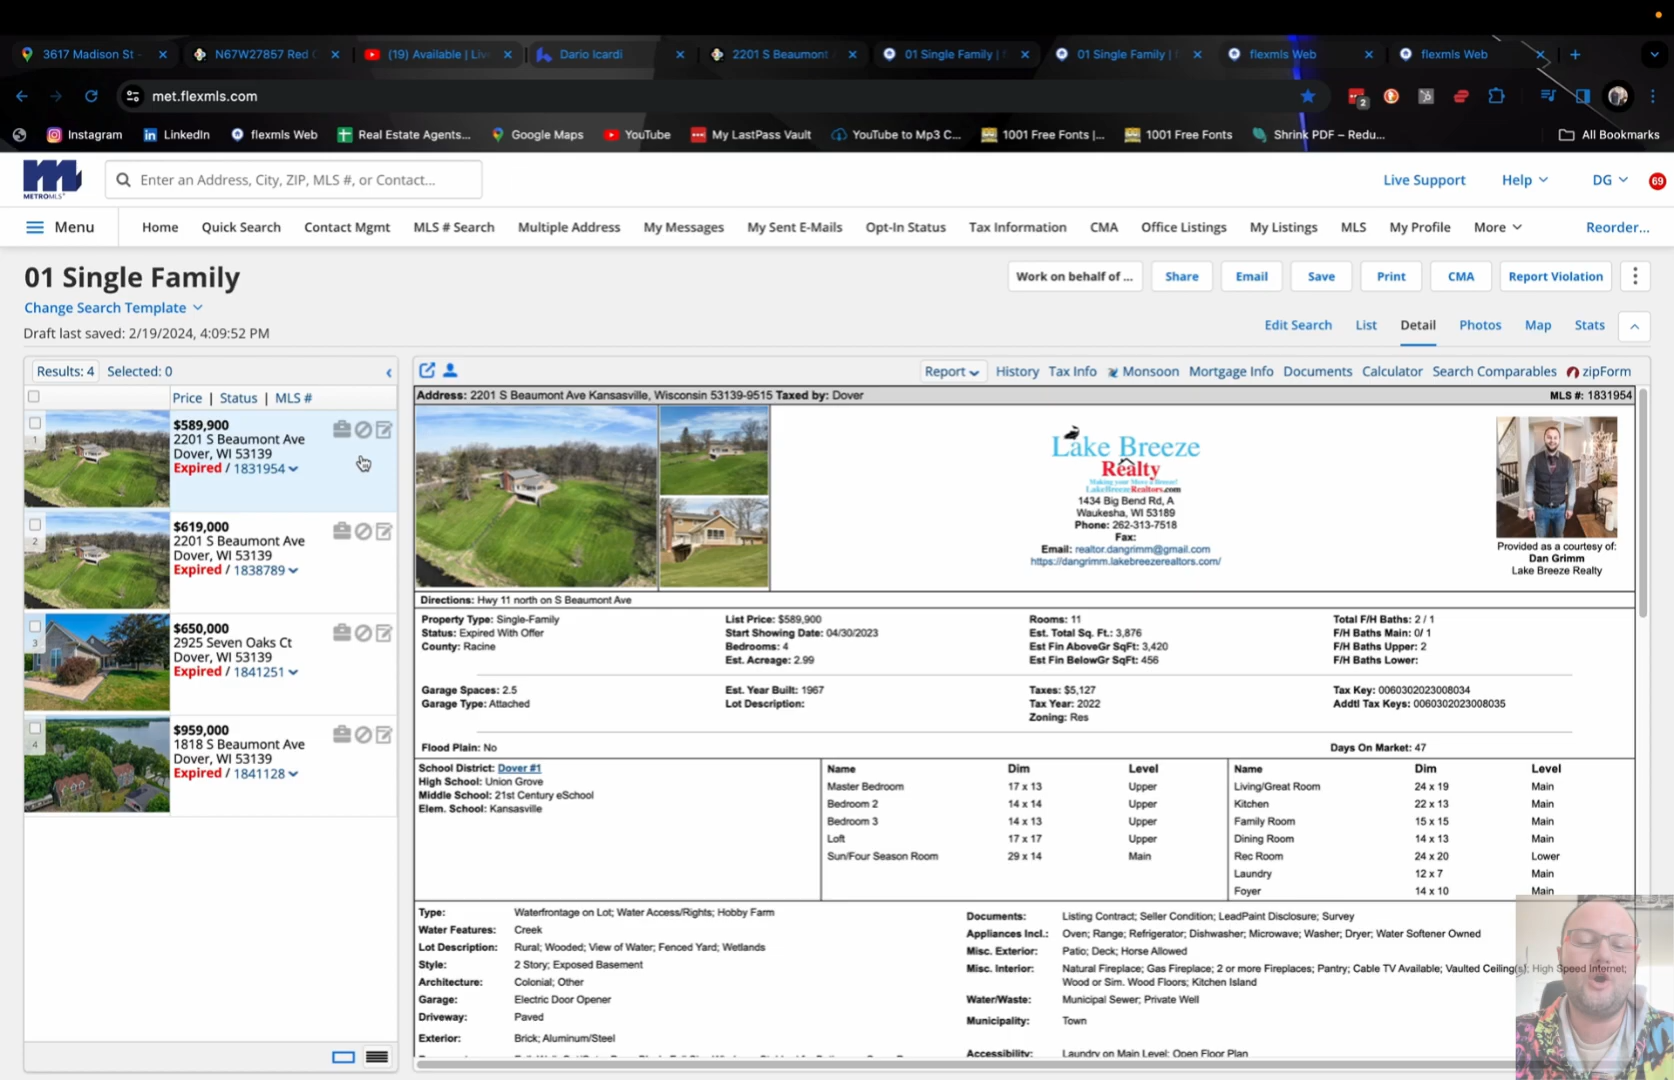 3617 Madison St -
N67W27857 Red
(19) Available | Liv
Dario Icardi
2201 S Beaumont
01 Single Family |
01 Single Family |
flexmls Web
flexmls Web
met.flexmls.com
2
Instagram
LinkedIn
flexmls Web
Real Estate Agents...
Google Maps
YouTube
My LastPass Vault
YouTube to Mp3 C...
1001 Free Fonts |...
1001 Free Fonts
Shrink PDF – Redu...
All Bookmarks
METROMLS
Enter an Address, City, ZIP, MLS #, or Contact...
Live Support
Help
DG
69
Menu
Home
Quick Search
Contact Mgmt
MLS # Search
Multiple Address
My Messages
My Sent E-Mails
Opt-In Status
Tax Information
CMA
Office Listings
My Listings
MLS
My Profile
More
Reorder...
01 Single Family
Work on behalf of ...
Share
Email
Save
Print
CMA
Report Violation
Change Search Template
Draft last saved: 2/19/2024, 4:09:52 PM
Edit Search
List
Detail
Photos
Map
Stats
Results: 4
Selected: 0
Price | Status | MLS #
1
$589,900
2201 S Beaumont Ave
Dover, WI 53139
Expired / 1831954
2
$619,000
2201 S Beaumont Ave
Dover, WI 53139
Expired / 1838789
3
$650,000
2925 Seven Oaks Ct
Dover, WI 53139
Expired / 1841251
4
$959,000
1818 S Beaumont Ave
Dover, WI 53139
Expired / 1841128
Report
History
Tax Info
Monsoon
Mortgage Info
Documents
Calculator
Search Comparables
zipForm
Address: 2201 S Beaumont Ave Kansasville, Wisconsin 53139-9515 Taxed by: Dover
MLS #: 1831954
Lake Breeze
Realty
Making your Move a Breeze!
LakeBreezeRealtors.com
1434 Big Bend Rd, A
Waukesha, WI 53189
Phone: 262-313-7518
Fax:
Email: realtor.dangrimm@gmail.com
https://dangrimm.lakebreezerealtors.com/
Provided as a courtesy of:
Dan Grimm
Lake Breeze Realty
Directions: Hwy 11 north on S Beaumont Ave
Property Type: Single-Family
Status: Expired With Offer
County: Racine
List Price: $589,900
Start Showing Date: 04/30/2023
Bedrooms: 4
Est. Acreage: 2.99
Rooms: 11
Est. Total Sq. Ft.: 3,876
Est Fin AboveGr SqFt: 3,420
Est Fin BelowGr SqFt: 456
Total F/H Baths: 2 / 1
F/H Baths Main: 0/ 1
F/H Baths Upper: 2
F/H Baths Lower:
Garage Spaces: 2.5
Garage Type: Attached
Est. Year Built: 1967
Lot Description:
Taxes: $5,127
Tax Year: 2022
Zoning: Res
Tax Key: 0060302023008034
Addtl Tax Keys: 0060302023008035
Flood Plain: No
Days On Market: 47
School District: Dover #1
High School: Union Grove
Middle School: 21st Century eSchool
Elem. School: Kansasville
Name Dim Level
Master Bedroom 17 x 13 Upper
Bedroom 2 14 x 14 Upper
Bedroom 3 14 x 13 Upper
Loft 17 x 17 Upper
Sun/Four Season Room 29 x 14 Main
Name Dim Level
Living/Great Room 24 x 19 Main
Kitchen 22 x 13 Main
Family Room 15 x 15 Main
Dining Room 14 x 13 Main
Rec Room 24 x 20 Lower
Laundry 12 x 7 Main
Foyer 14 x 10 Main
Type: Waterfrontage on Lot; Water Access/Rights; Hobby Farm
Water Features: Creek
Lot Description: Rural; Wooded; View of Water; Fenced Yard; Wetlands
Style: 2 Story; Exposed Basement
Architecture: Colonial; Other
Garage: Electric Door Opener
Driveway: Paved
Exterior: Brick; Aluminum/Steel
Documents: Listing Contract; Seller Condition; LeadPaint Disclosure; Survey
Appliances Incl.: Oven; Range; Refrigerator; Dishwasher; Microwave; Washer; Dryer; Water Softener Owned
Misc. Exterior: Patio; Deck; Horse Allowed
Misc. Interior: Natural Fireplace; Gas Fireplace; 2 or more Fireplaces; Pantry; Cable TV Available; Vaulted Ceiling(s); High Speed Internet;
Wood or Sim. Wood Floors; Kitchen Island
Water/Waste: Municipal Sewer; Private Well
Municipality: Town
Accessibility: Laundry on Main Level; Open Floor Plan